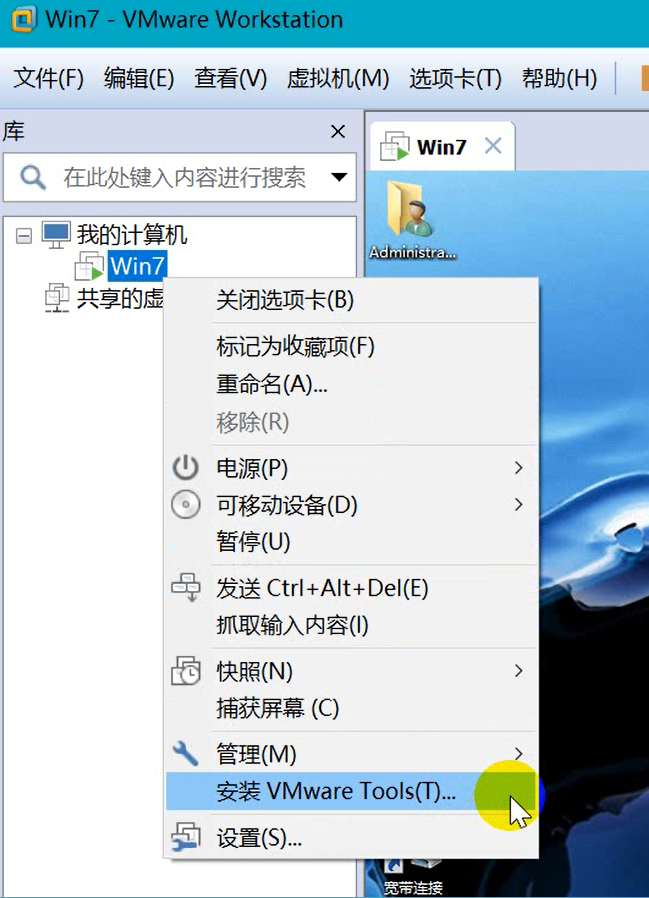 Win7 - VMware Workstation
文件(F) 编辑(E) 查看(V) 虚拟机(M) 选项卡(T) 帮助(H)
库
Win7
在此处键入内容进行搜索
Administra...
我的计算机
Win7
共享的虚
关闭选项卡(B)
标记为收藏项(F)
重命名(A)...
移除(R)
电源(P)
可移动设备(D)
暂停(U)
发送 Ctrl+Alt+Del(E)
抓取输入内容(I)
快照(N)
捕获屏幕 (C)
管理(M)
安装 VMware Tools(T)...
设置(S)...
宽带连接